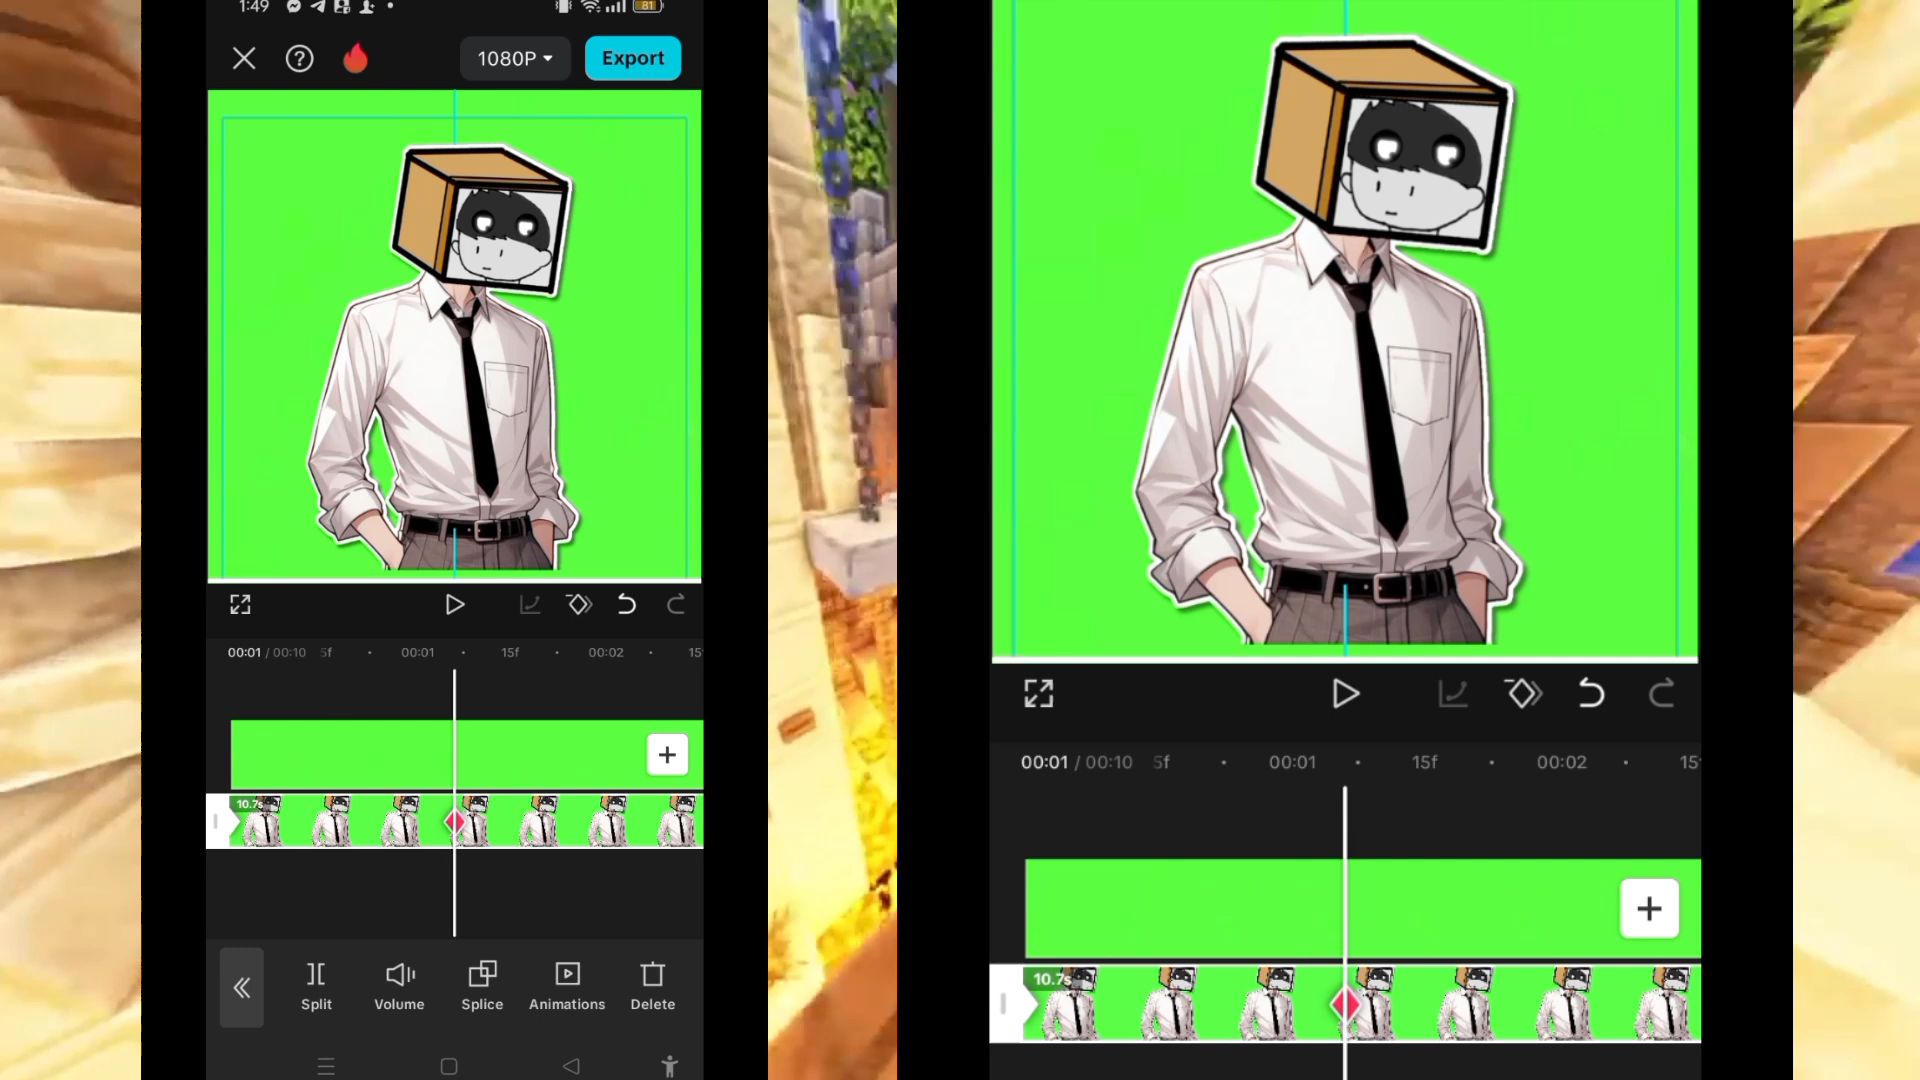 1:49
81
1080P
Export
00:01 / 00:10 5f 00:01 15f 00:02 15
10.7s
Split
Volume
Splice
Animations
Delete
00:01 / 00:10 5f 00:01 15f 00:02 15
10.7s